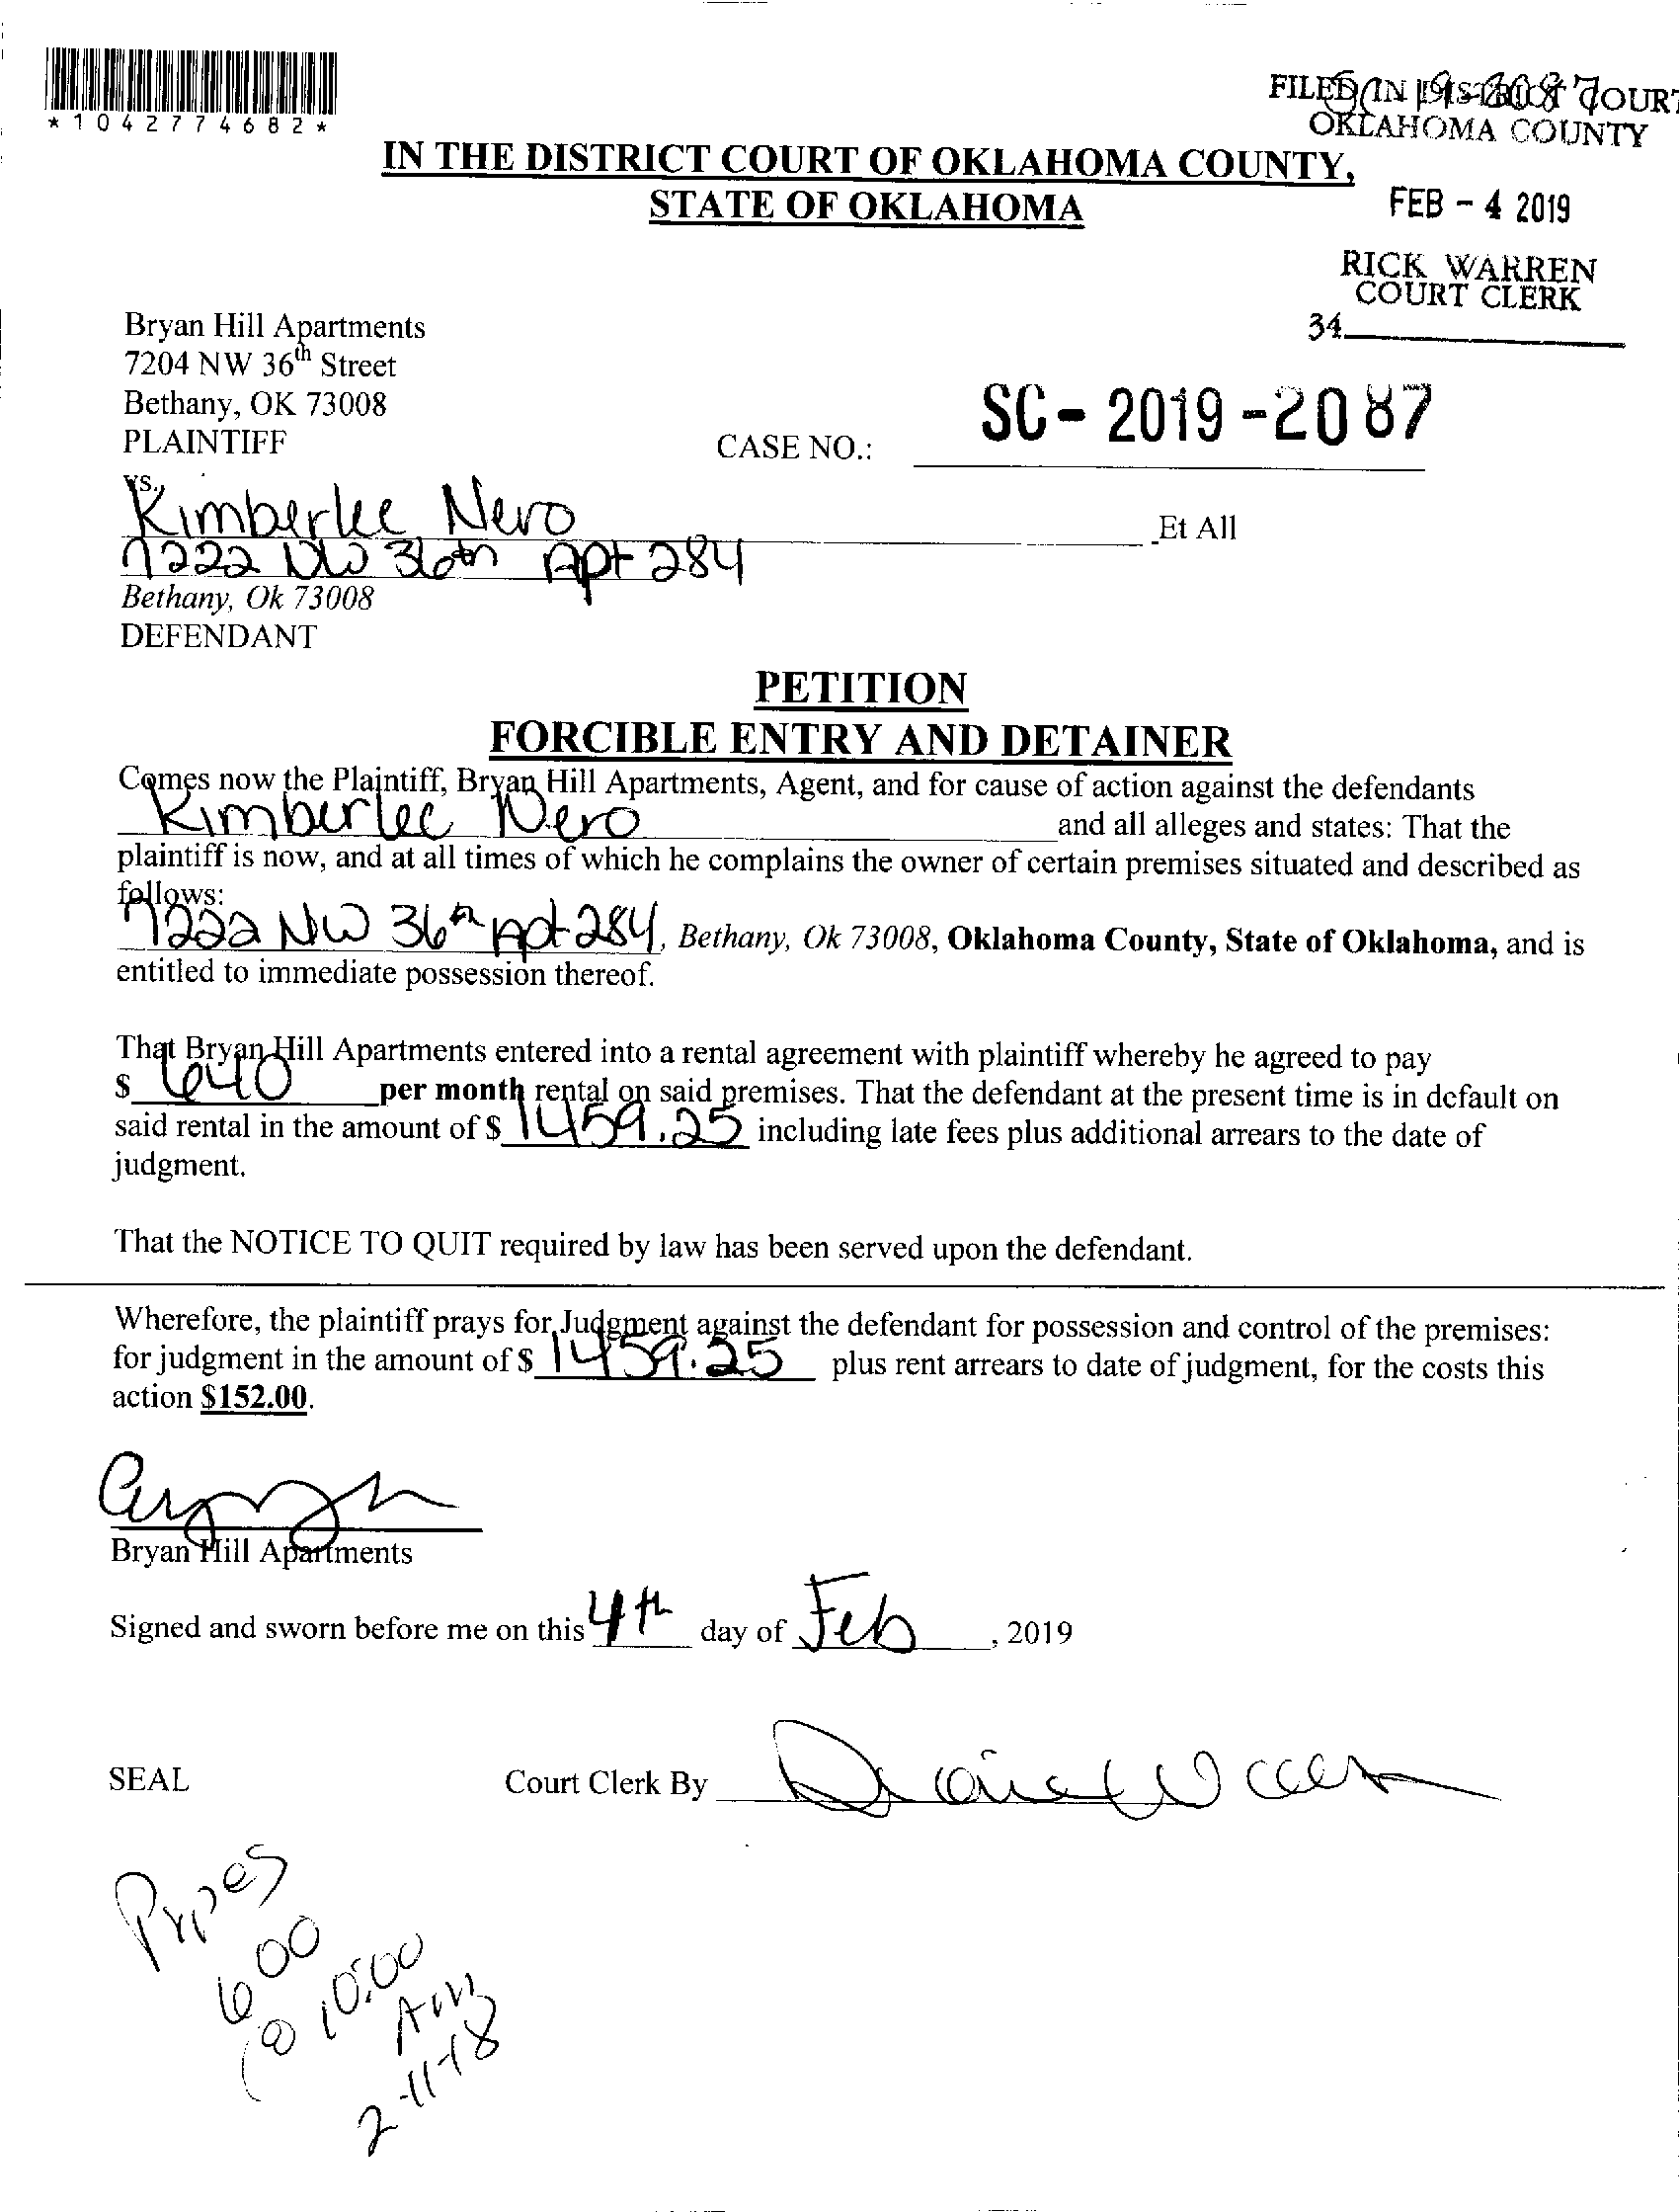 *1042774682*
FILED IN DISTRICT COURT
OKLAHOMA COUNTY
IN THE DISTRICT COURT OF OKLAHOMA COUNTY,
STATE OF OKLAHOMA
FEB - 4 2019
RICK WARREN
COURT CLERK
34
Bryan Hill Apartments
7204 NW 36th Street
Bethany, OK 73008
PLAINTIFF
CASE NO.: SC - 2019 - 2087
vs.
Kimberlee Nero Et All
7222 NW 36th Apt 284
Bethany, Ok 73008
DEFENDANT
PETITION
FORCIBLE ENTRY AND DETAINER
Comes now the Plaintiff, Bryan Hill Apartments, Agent, and for cause of action against the defendants
Kimberlee Nero and all alleges and states: That the
plaintiff is now, and at all times of which he complains the owner of certain premises situated and described as
follows:
7222 NW 36th Apt 284, Bethany, Ok 73008, Oklahoma County, State of Oklahoma, and is
entitled to immediate possession thereof.
That Bryan Hill Apartments entered into a rental agreement with plaintiff whereby he agreed to pay
$ 640 per month rental on said premises. That the defendant at the present time is in default on
said rental in the amount of $ 1459.25 including late fees plus additional arrears to the date of
judgment.
That the NOTICE TO QUIT required by law has been served upon the defendant.
Wherefore, the plaintiff prays for Judgment against the defendant for possession and control of the premises:
for judgment in the amount of $ 1459.25 plus rent arrears to date of judgment, for the costs this
action $152.00.
Bryan Hill Apartments
Signed and sworn before me on this 4th day of Feb, 2019
SEAL Court Clerk By
600
@ 10:00
Am
2-11-18